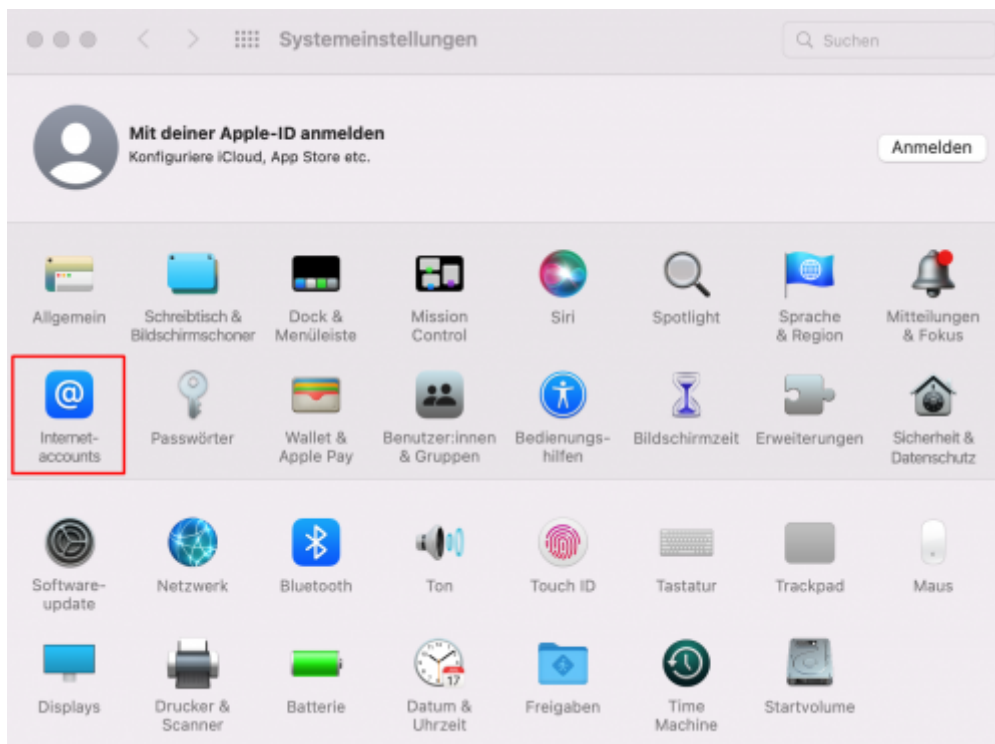 Systemeinstellungen
Suchen
Mit deiner Apple-ID anmelden
Konfiguriere iCloud, App Store etc.
Anmelden
Allgemein
Schreibtisch &
Bildschirmschoner
Dock &
Menüleiste
Mission
Control
Siri
Spotlight
Sprache
& Region
Mitteilungen
& Fokus
@
Internet-
accounts
Passwörter
Wallet &
Apple Pay
Benutzer:innen
& Gruppen
Bedienungs-
hilfen
Bildschirmzeit
Erweiterungen
Sicherheit &
Datenschutz
Software-
update
Netzwerk
Bluetooth
Ton
Touch ID
Tastatur
Trackpad
Maus
Displays
Drucker &
Scanner
Batterie
17
Datum &
Uhrzeit
Freigaben
Time
Machine
Startvolume